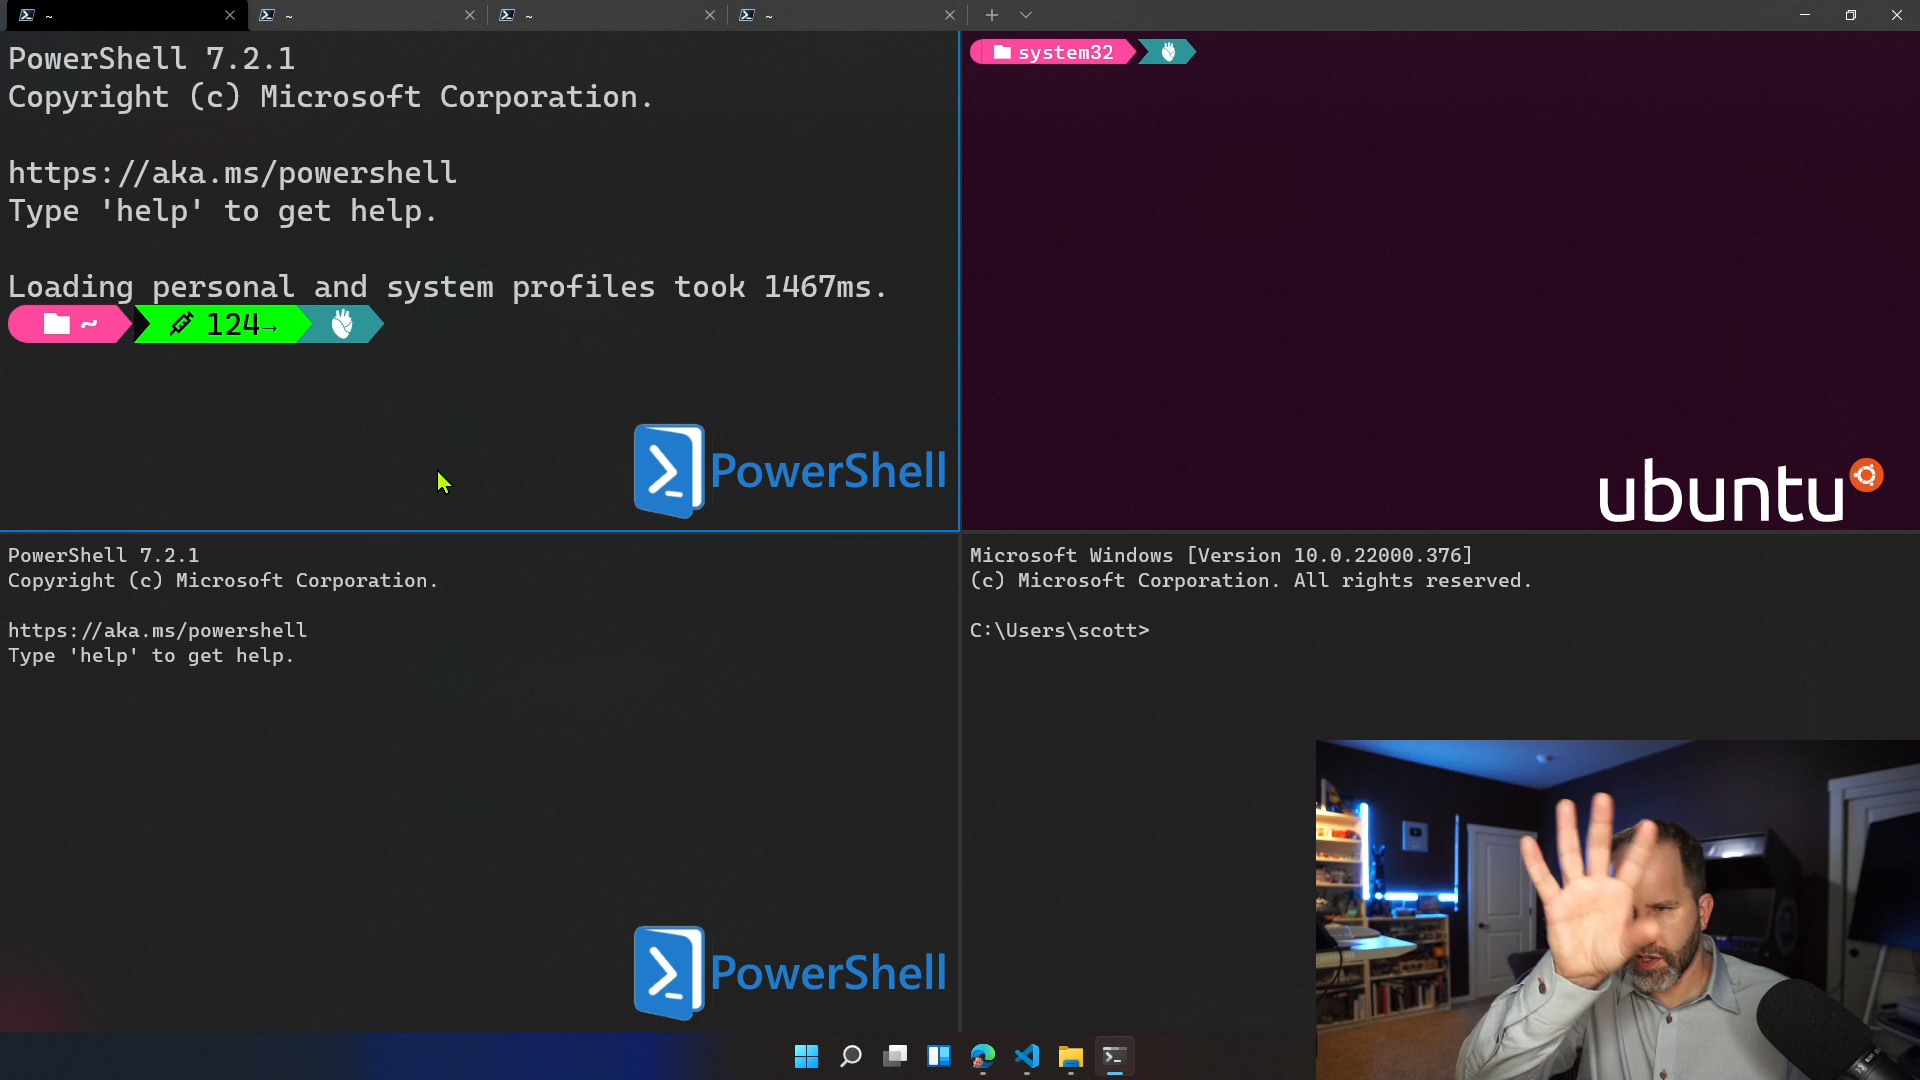 ~
~
~
~
PowerShell 7.2.1
Copyright (c) Microsoft Corporation.
https://aka.ms/powershell
Type 'help' to get help.
Loading personal and system profiles took 1467ms.
~ 124→
PowerShell
system32
ubuntu
PowerShell 7.2.1
Copyright (c) Microsoft Corporation.
https://aka.ms/powershell
Type 'help' to get help.
PowerShell
Microsoft Windows [Version 10.0.22000.376]
(c) Microsoft Corporation. All rights reserved.
C:\Users\scott>